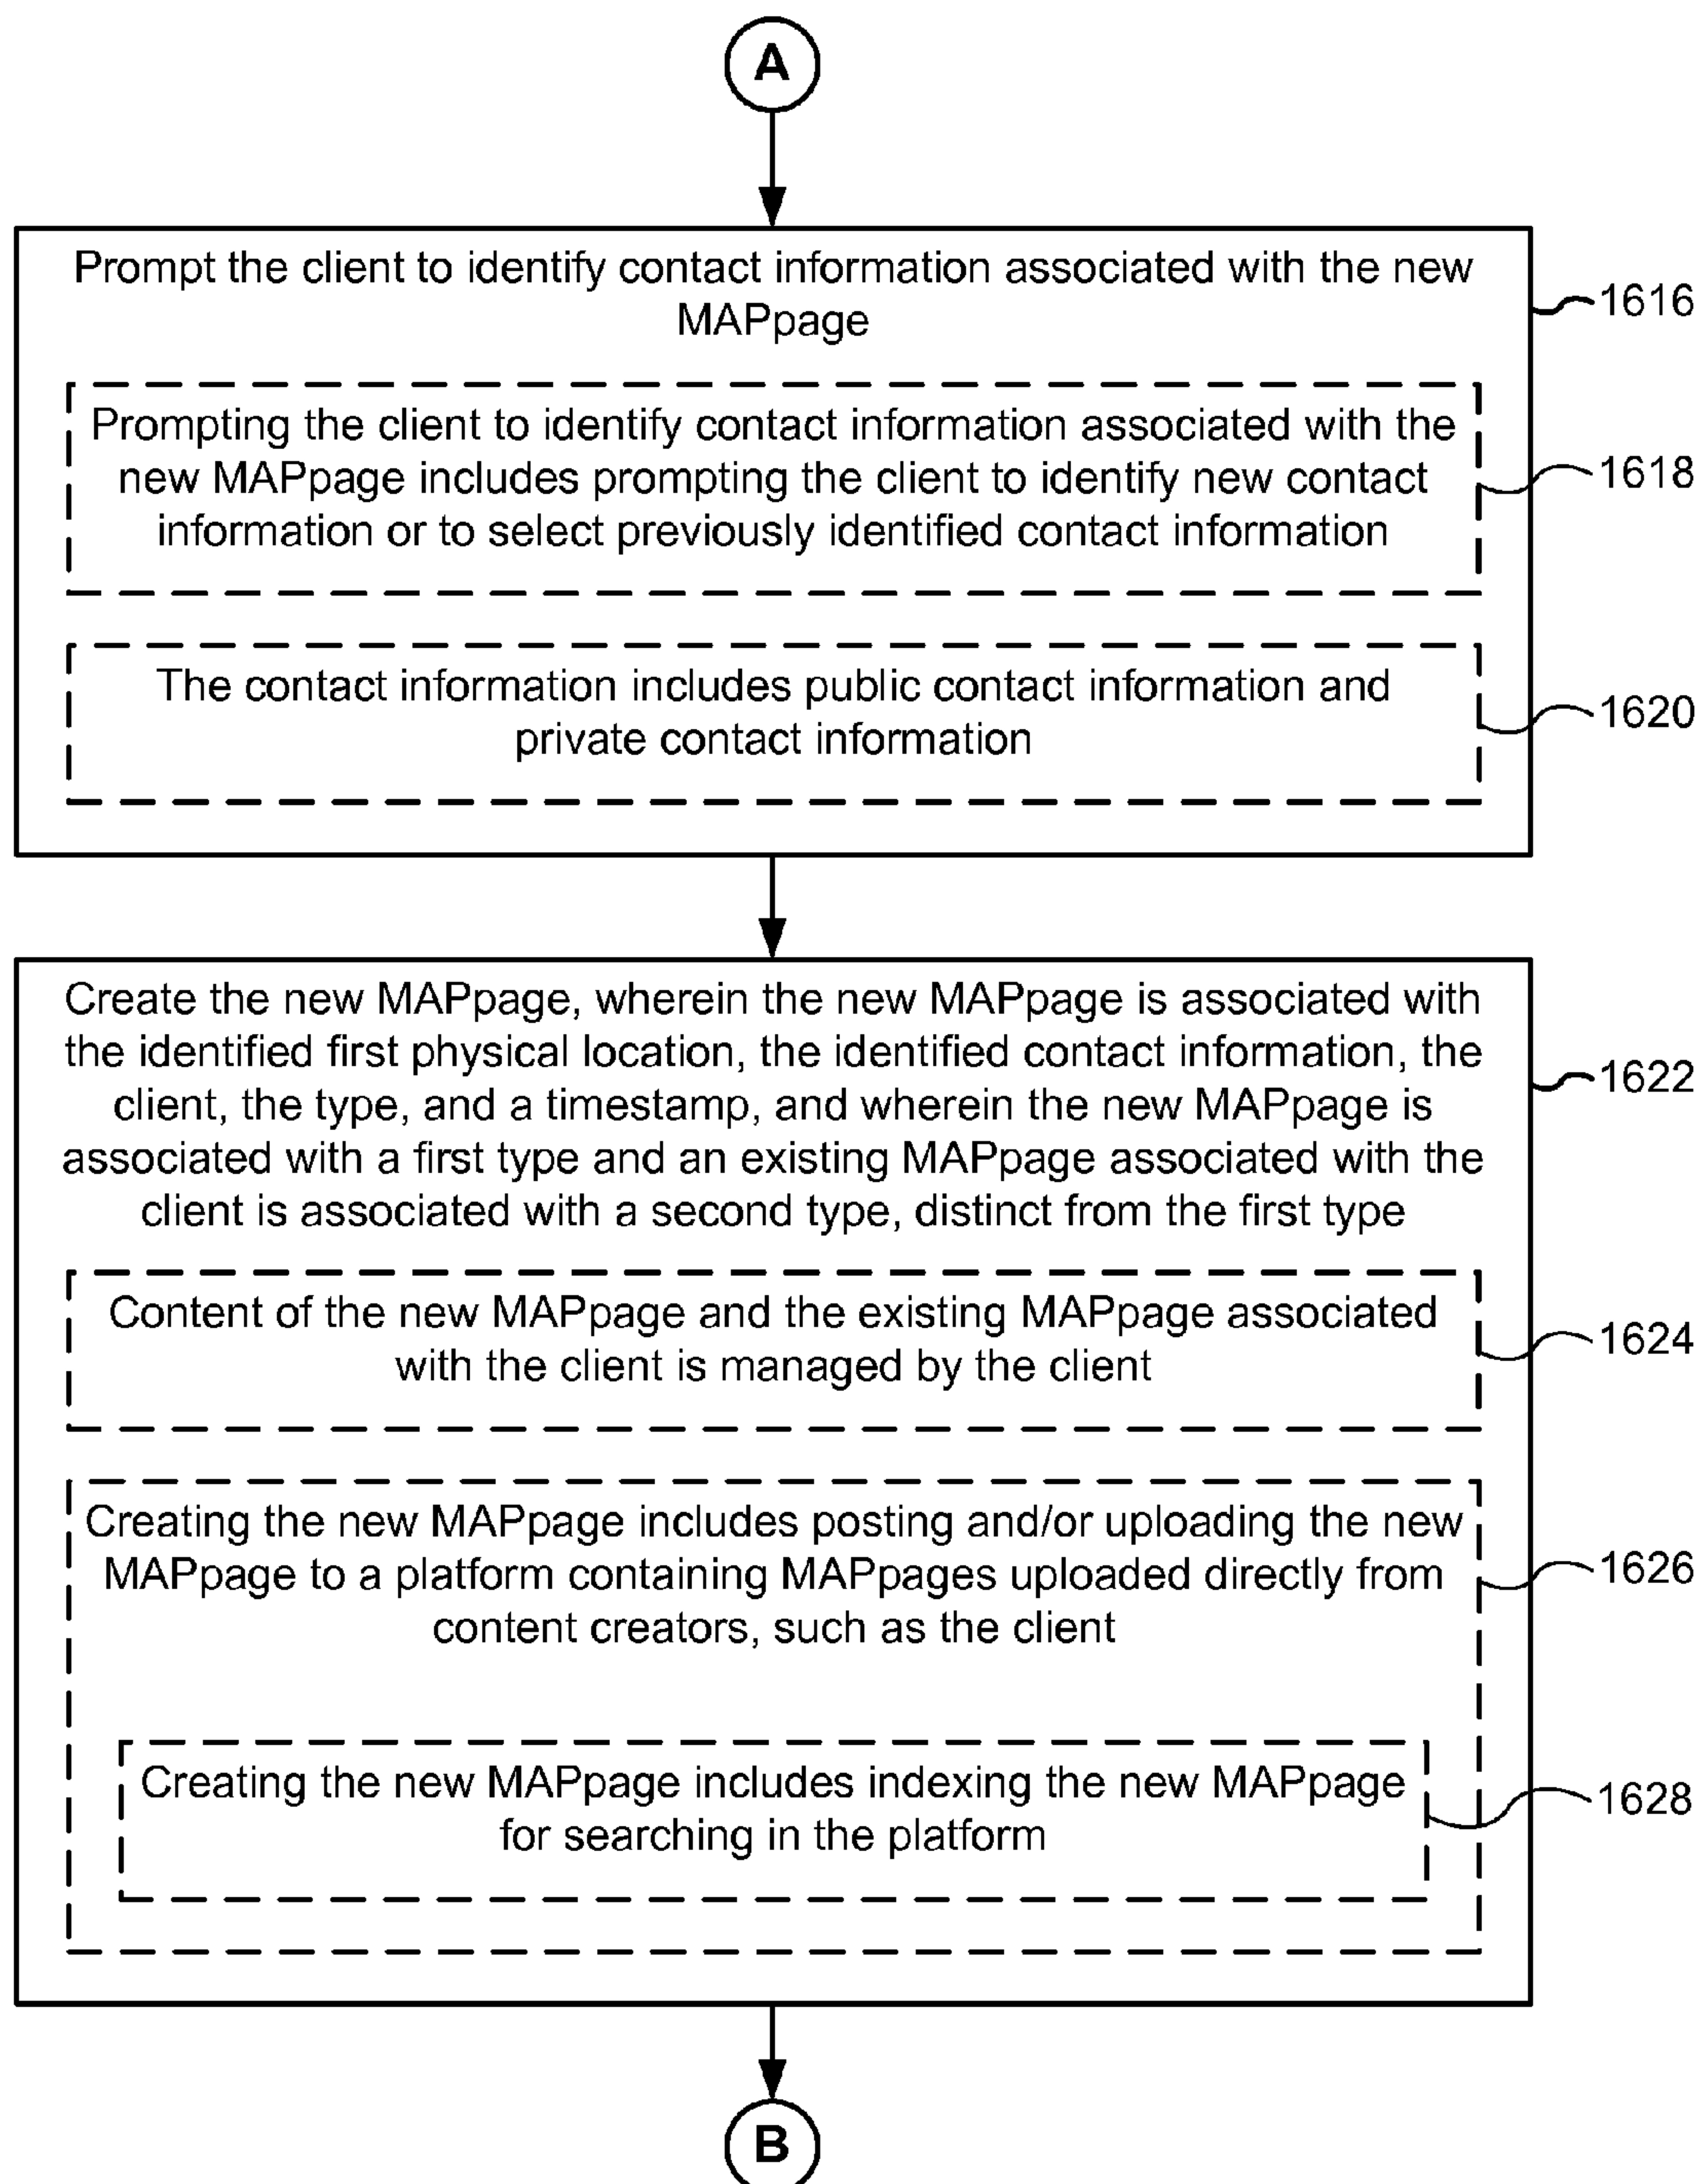 A
Prompt the client to identify contact information associated with the new
MAPpage
1616
Prompting the client to identify contact information associated with the
new MAPpage includes prompting the client to identify new contact
information or to select previously identified contact information
1618
The contact information includes public contact information and
private contact information
1620
Create the new MAPpage, wherein the new MAPpage is associated with
the identified first physical location, the identified contact information, the
client, the type, and a timestamp, and wherein the new MAPpage is
associated with a first type and an existing MAPpage associated with the
client is associated with a second type, distinct from the first type
1622
Content of the new MAPpage and the existing MAPpage associated
with the client is managed by the client
1624
Creating the new MAPpage includes posting and/or uploading the new
MAPpage to a platform containing MAPpages uploaded directly from
content creators, such as the client
1626
Creating the new MAPpage includes indexing the new MAPpage
for searching in the platform
1628
B